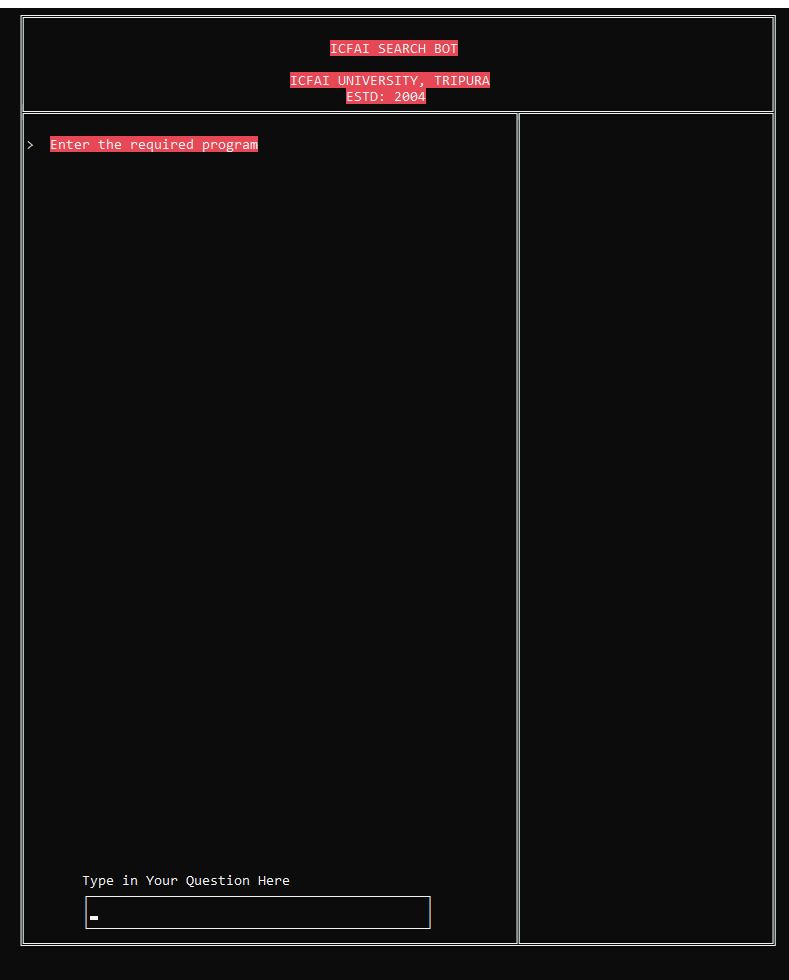 ICFAI SEARCH BOT
ICFAI UNIVERSITY, TRIPURA
ESTD: 2004
> Enter the required program
Type in Your Question Here